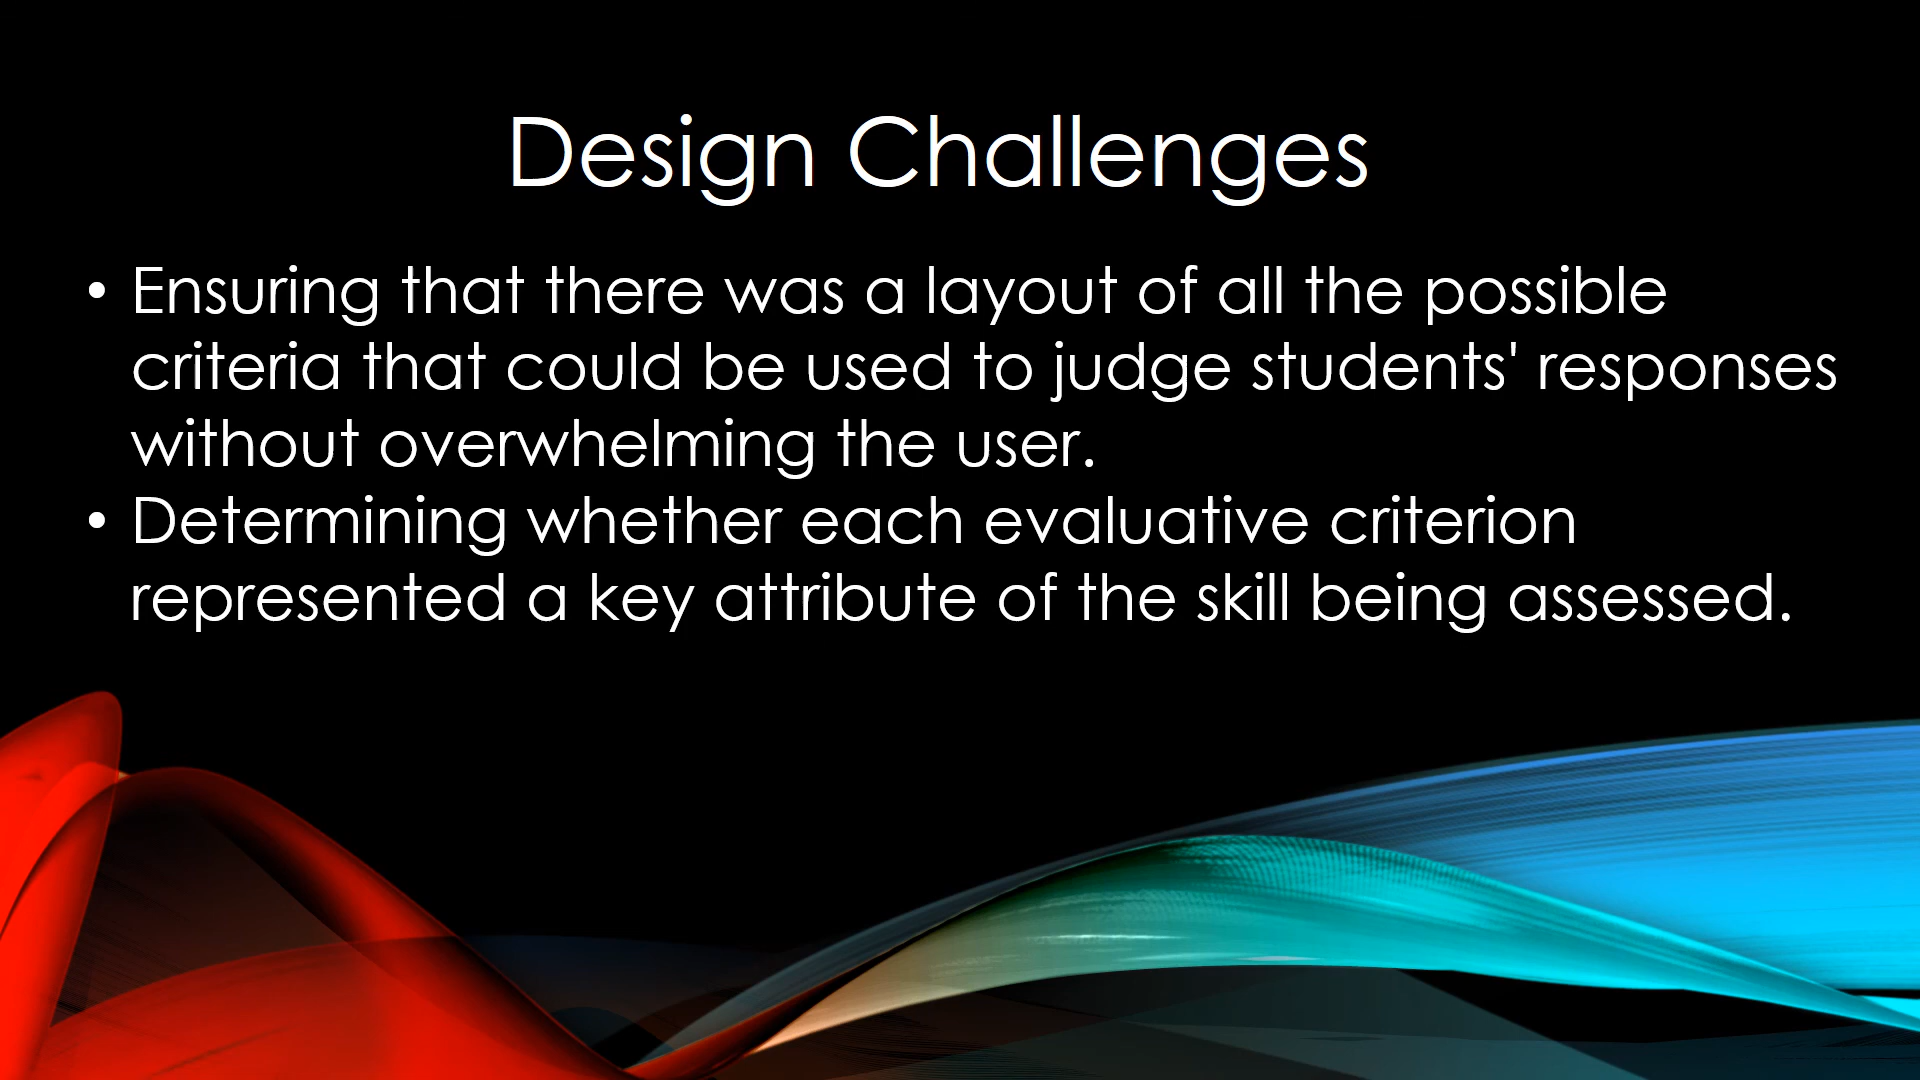 Design Challenges
• Ensuring that there was a layout of all the possible
criteria that could be used to judge students' responses
without overwhelming the user.
• Determining whether each evaluative criterion
represented a key attribute of the skill being assessed.